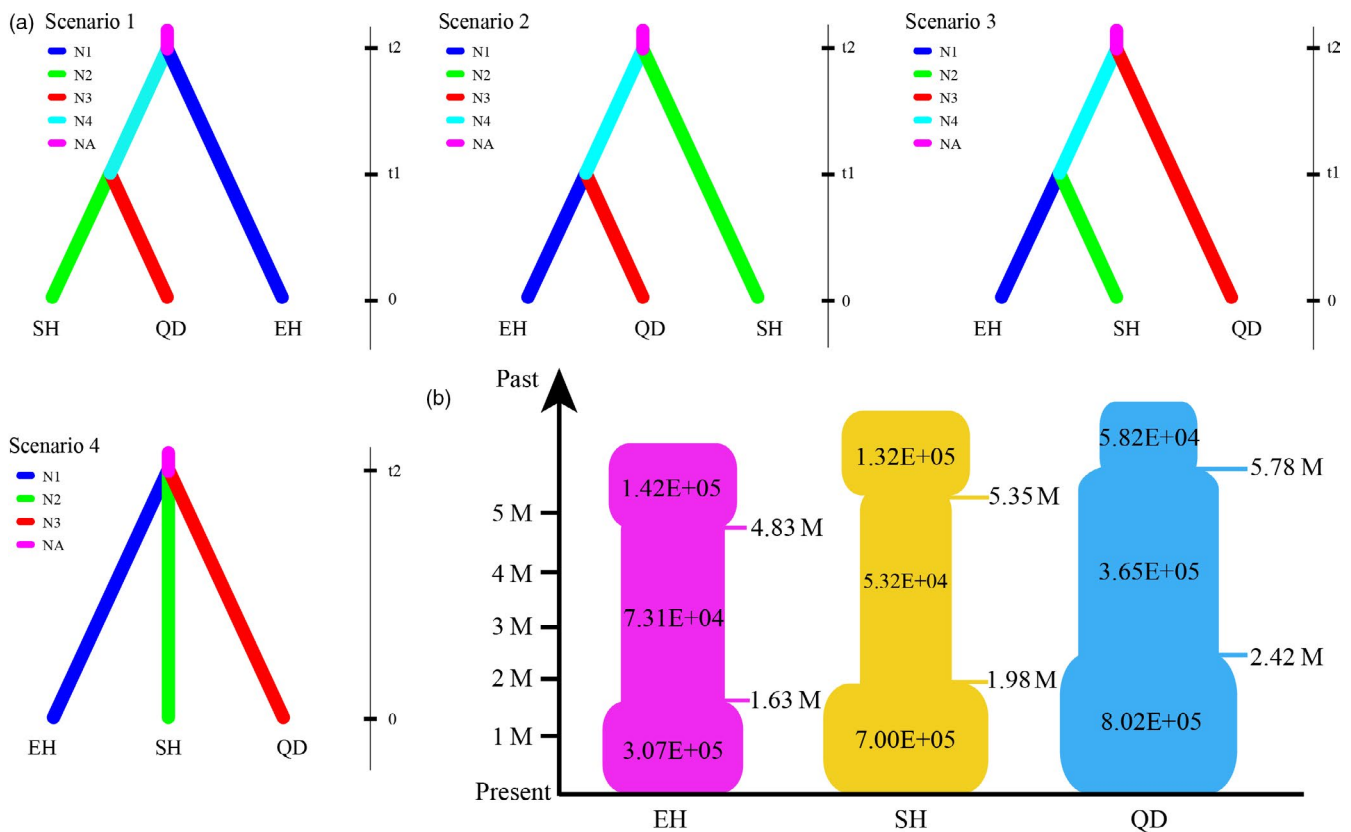 (a)
Scenario 1
N1
N2
N3
N4
NA
t2
t1
0
SH QD EH
Scenario 2
N1
N2
N3
N4
NA
t2
t1
0
EH QD SH
Scenario 3
N1
N2
N3
N4
NA
t2
t1
0
EH SH QD
Scenario 4
N1
N2
N3
NA
t2
0
EH SH QD
(b)
Past
5 M
4 M
3 M
2 M
1 M
Present
1.42E+05
4.83 M
7.31E+04
1.63 M
3.07E+05
EH
1.32E+05
5.35 M
5.32E+04
1.98 M
7.00E+05
SH
5.82E+04
5.78 M
3.65E+05
2.42 M
8.02E+05
QD